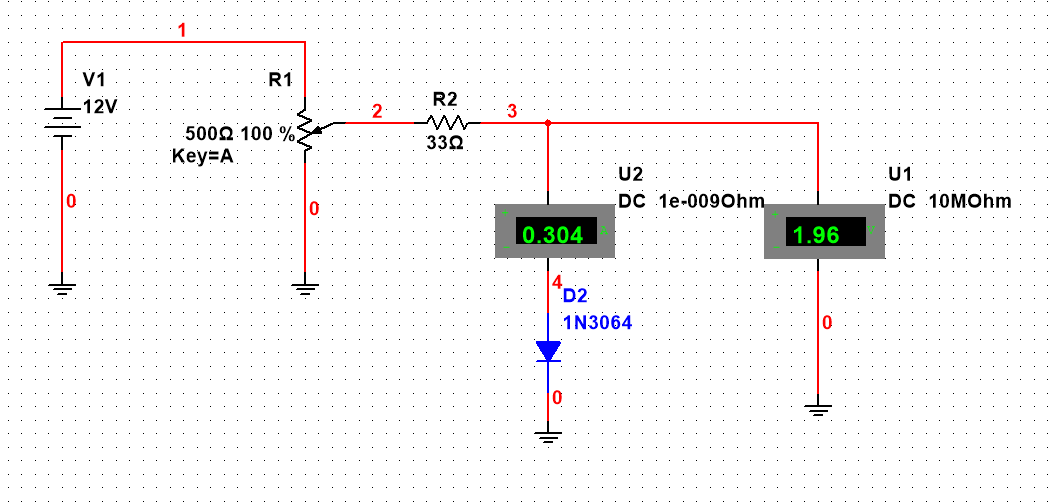 1
V1
12V
R1
500Ω 100 %
Key=A
2
R2
33Ω
3
0
0
U2
DC 1e-009Ohm
+
0.304 A
-
U1
DC 10MOhm
+
1.96 V
-
4
D2
1N3064
0
0